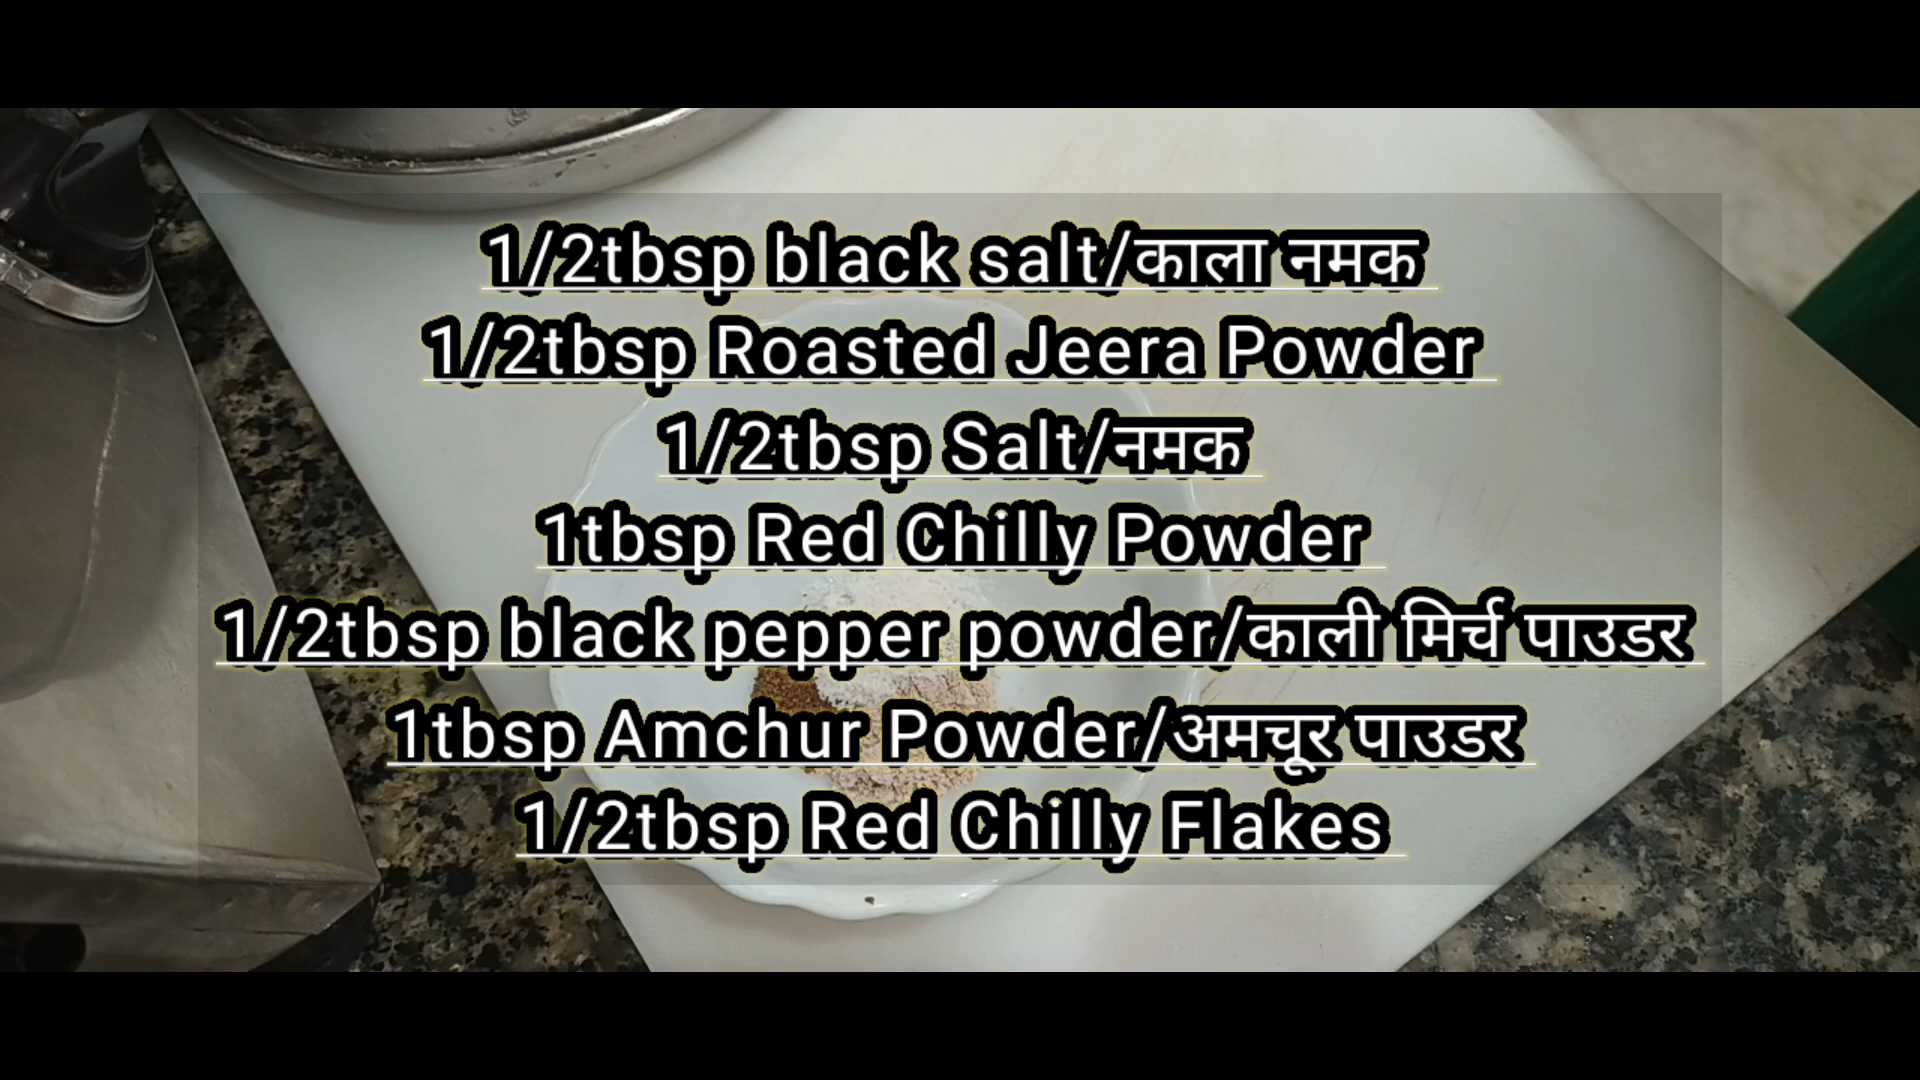 1/2tbsp black salt/काला नमक
1/2tbsp Roasted Jeera Powder
1/2tbsp Salt/नमक
1tbsp Red Chilly Powder
1/2tbsp black pepper powder/काली मिर्च पाउडर
1tbsp Amchur Powder/अमचूर पाउडर
1/2tbsp Red Chilly Flakes